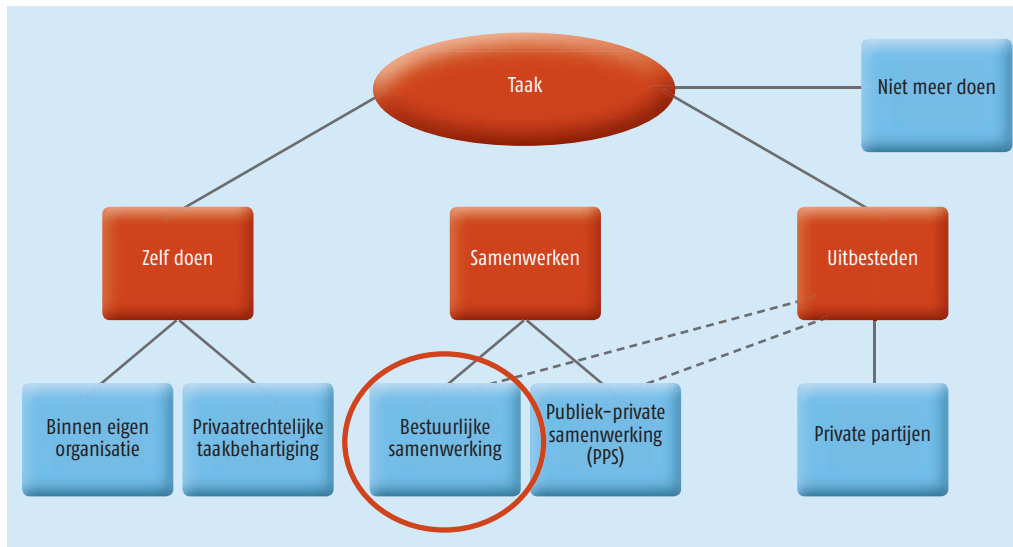 Taak
Niet meer doen
Zelf doen
Samenwerken
Uitbesteden
Binnen eigen
organisatie
Privaatrechtelijke
taakbehartiging
Bestuurlijke
samenwerking
Publiek-private
samenwerking
(PPS)
Private partijen